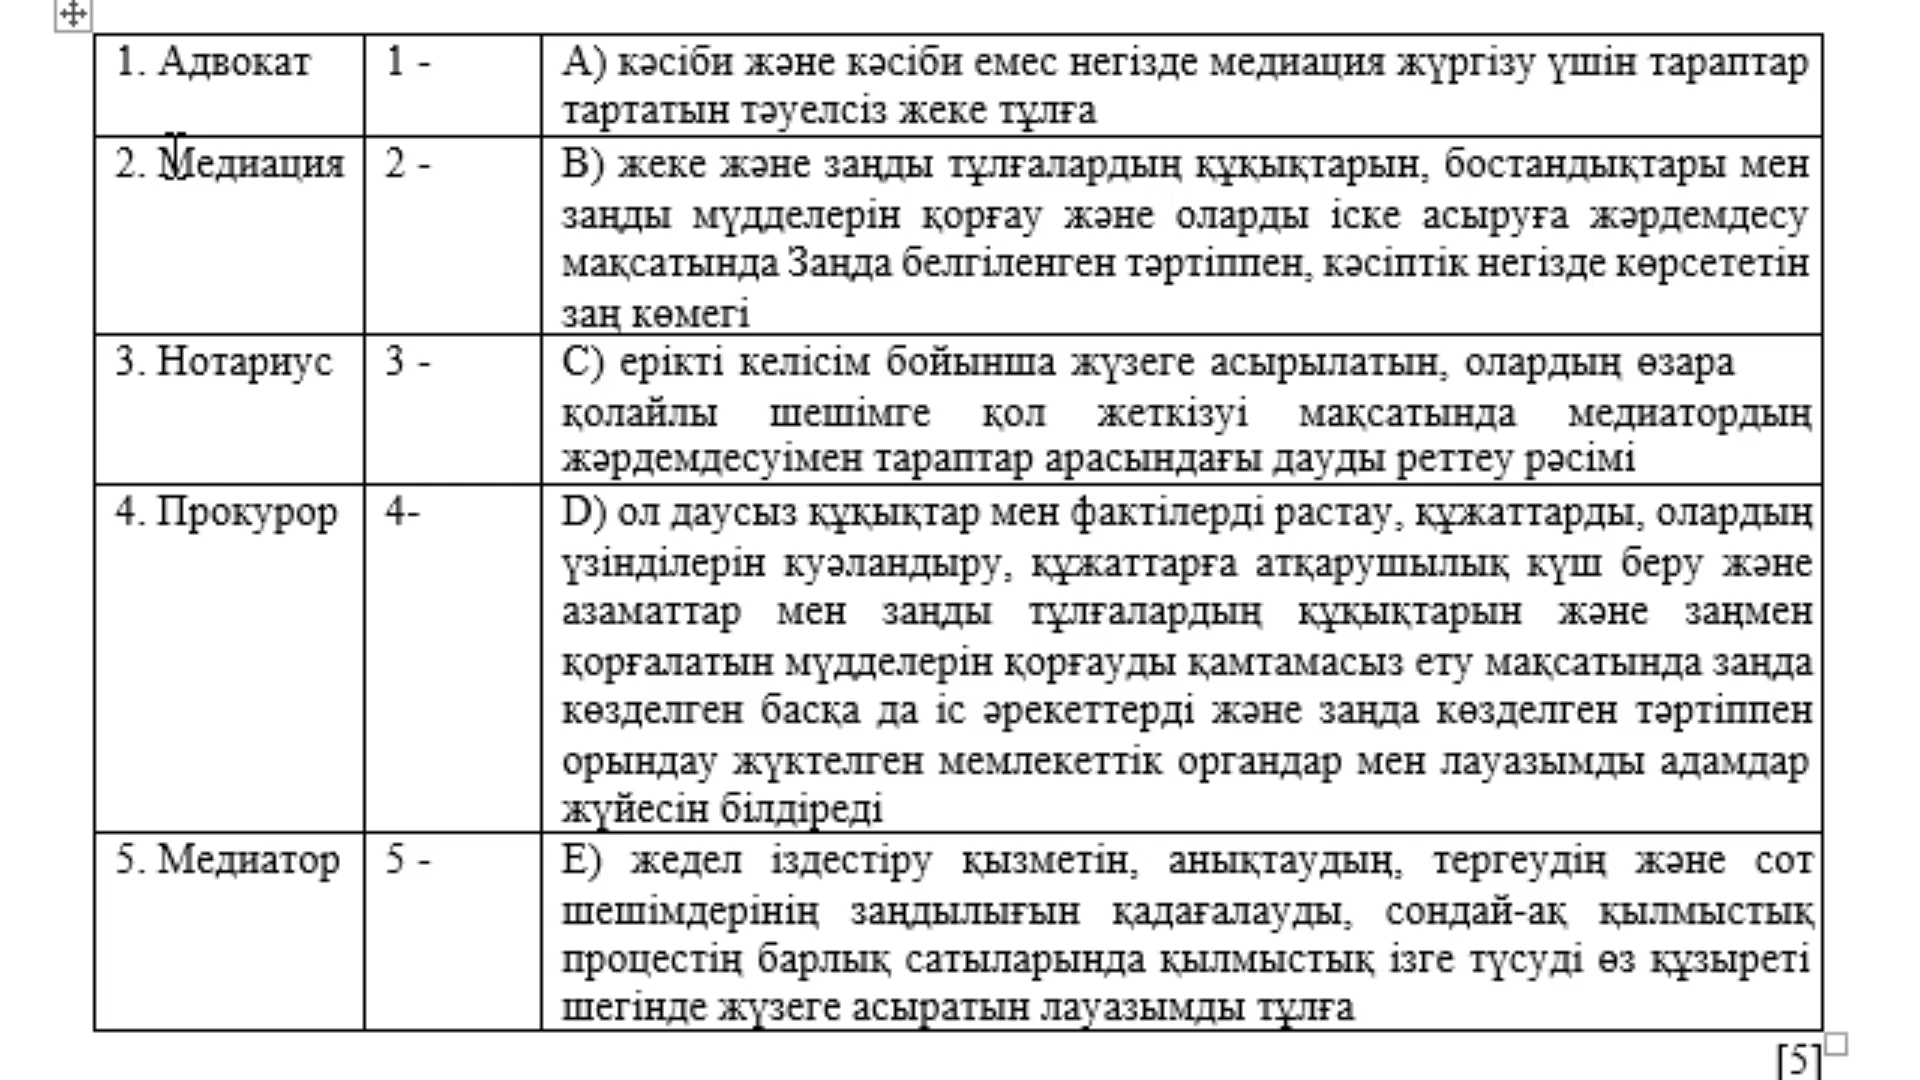 1. Адвокат
1 -
А) кәсіби және кәсіби емес негізде медиация жүргізу үшін тараптар
тартатын тәуелсіз жеке тұлға
2. Медиация
2 -
В) жеке және заңды тұлғалардың құқықтарын, бостандықтары мен
заңды мүдделерін қорғау және оларды іске асыруға жәрдемдесу
мақсатында Заңда белгіленген тәртіппен, кәсіптік негізде көрсететін
заң көмегі
3. Нотариус
3 -
С) ерікті келісім бойынша жүзеге асырылатын, олардың өзара
қолайлы шешімге қол жеткізуі мақсатында медиатордың
жәрдемдесуімен тараптар арасындағы дауды реттеу рәсімі
4. Прокурор
4-
D) ол даусыз құқықтар мен фактілерді растау, құжаттарды, олардың
үзінділерін куәландыру, құжаттарға атқарушылық күш беру және
азаматтар мен заңды тұлғалардың құқықтарын және заңмен
қорғалатын мүдделерін қорғауды қамтамасыз ету мақсатында заңда
көзделген басқа да іс әрекеттерді және заңда көзделген тәртіппен
орындау жүктелген мемлекеттік органдар мен лауазымды адамдар
жүйесін білдіреді
5. Медиатор
5 -
Е) жедел іздестіру қызметін, анықтаудың, тергеудің және сот
шешімдерінің заңдылығын қадағалауды, сондай-ақ қылмыстық
процестің барлық сатыларында қылмыстық ізге түсуді өз құзыреті
шегінде жүзеге асыратын лауазымды тұлға
[5]